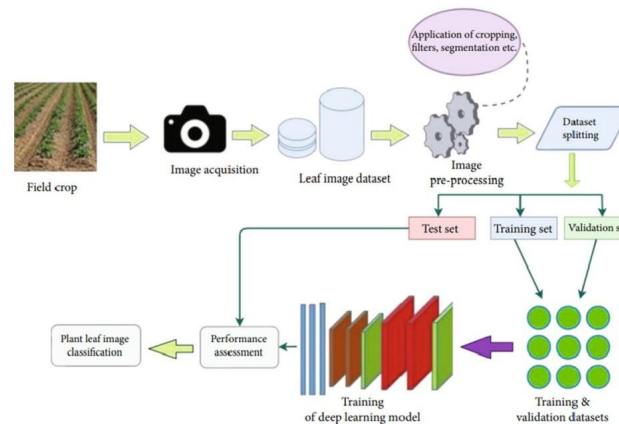 Application of cropping,
filters, segmentation etc.
Field crop
Image acquisition
Leaf image dataset
Image
pre-processing
Dataset
splitting
Test set
Training set
Validation s
Plant leaf image
classification
Performance
assessment
Training
of deep learning model
Training &
validation datasets